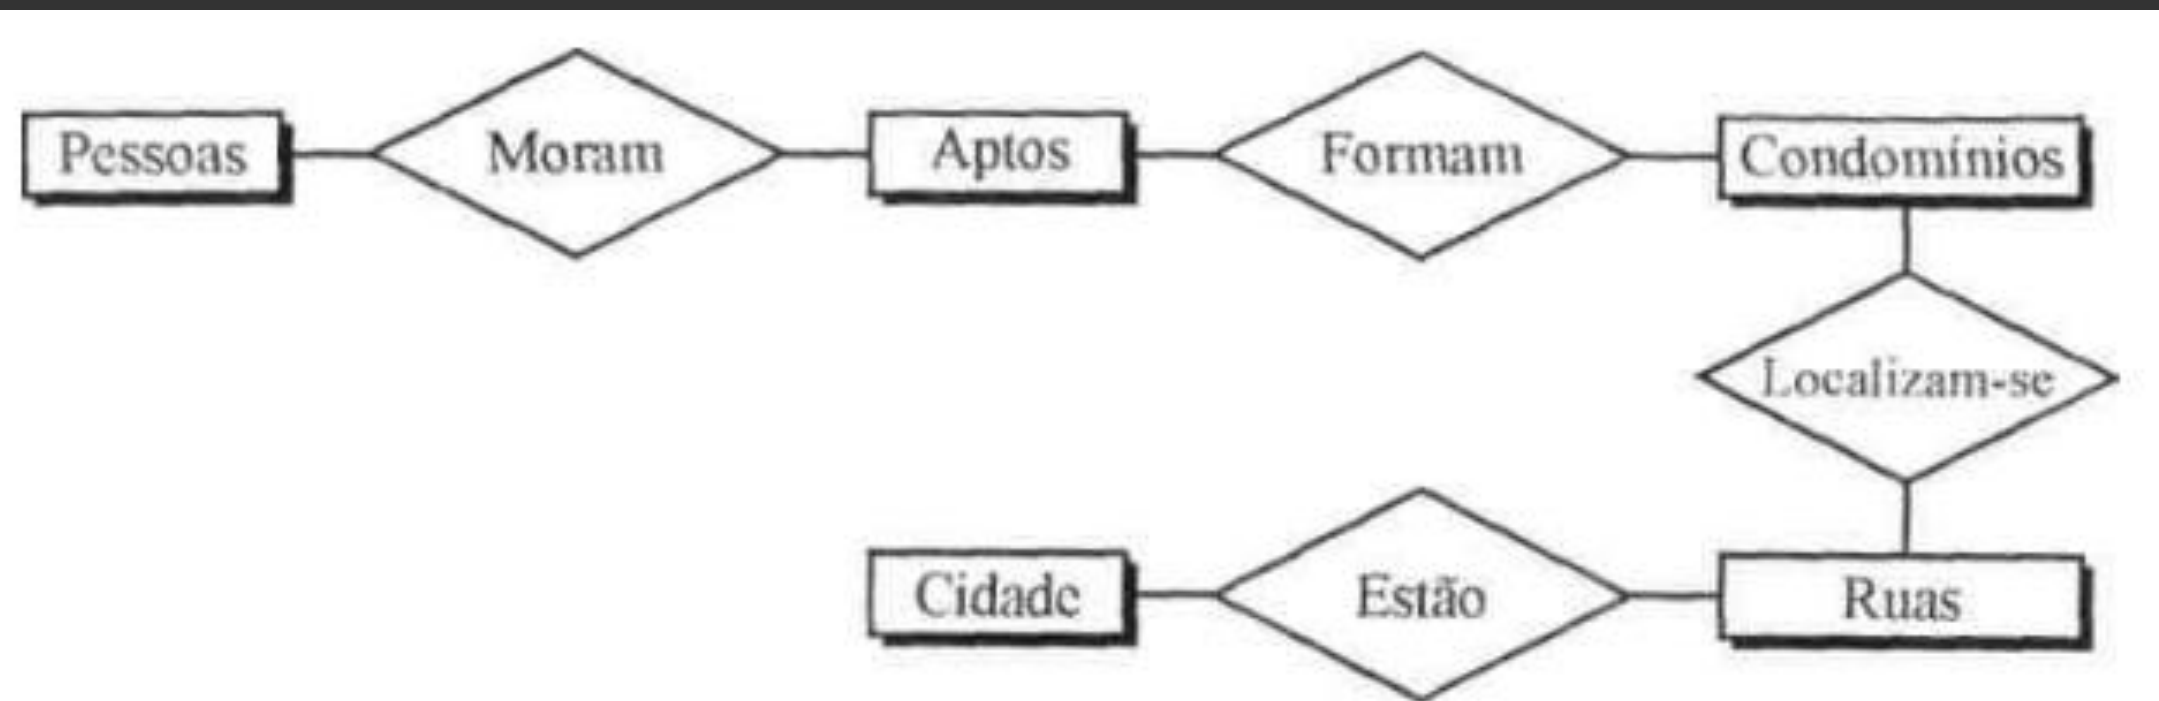 Pessoas
Moram
Aptos
Formam
Condomínios
Localizam-se
Cidade
Estão
Ruas